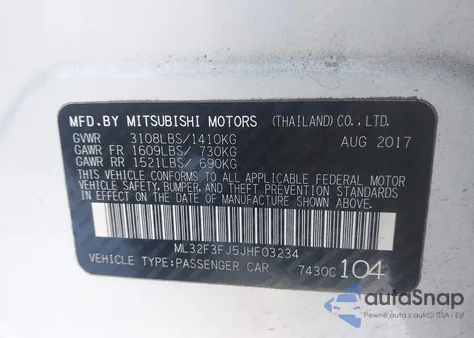 MFD.BY MITSUBISHI MOTORS (THAILAND) CO., LTD.
GVWR 3108LBS/1410KG AUG 2017
GAWR FR 1609LBS/ 730KG
GAWR RR 1521LBS/ 690KG
THIS VEHICLE CONFORMS TO ALL APPLICABLE FEDERAL MOTOR
VEHICLE SAFETY, BUMPER, AND THEFT PREVENTION STANDARDS
IN EFFECT ON THE DATE OF MANUFACTURE SHOWN ABOVE.
ML32F3FJ5JHF03234
VEHICLE TYPE:PASSENGER CAR 7430C 104
autaSnap
Pewne auta z aukcji USA i EU